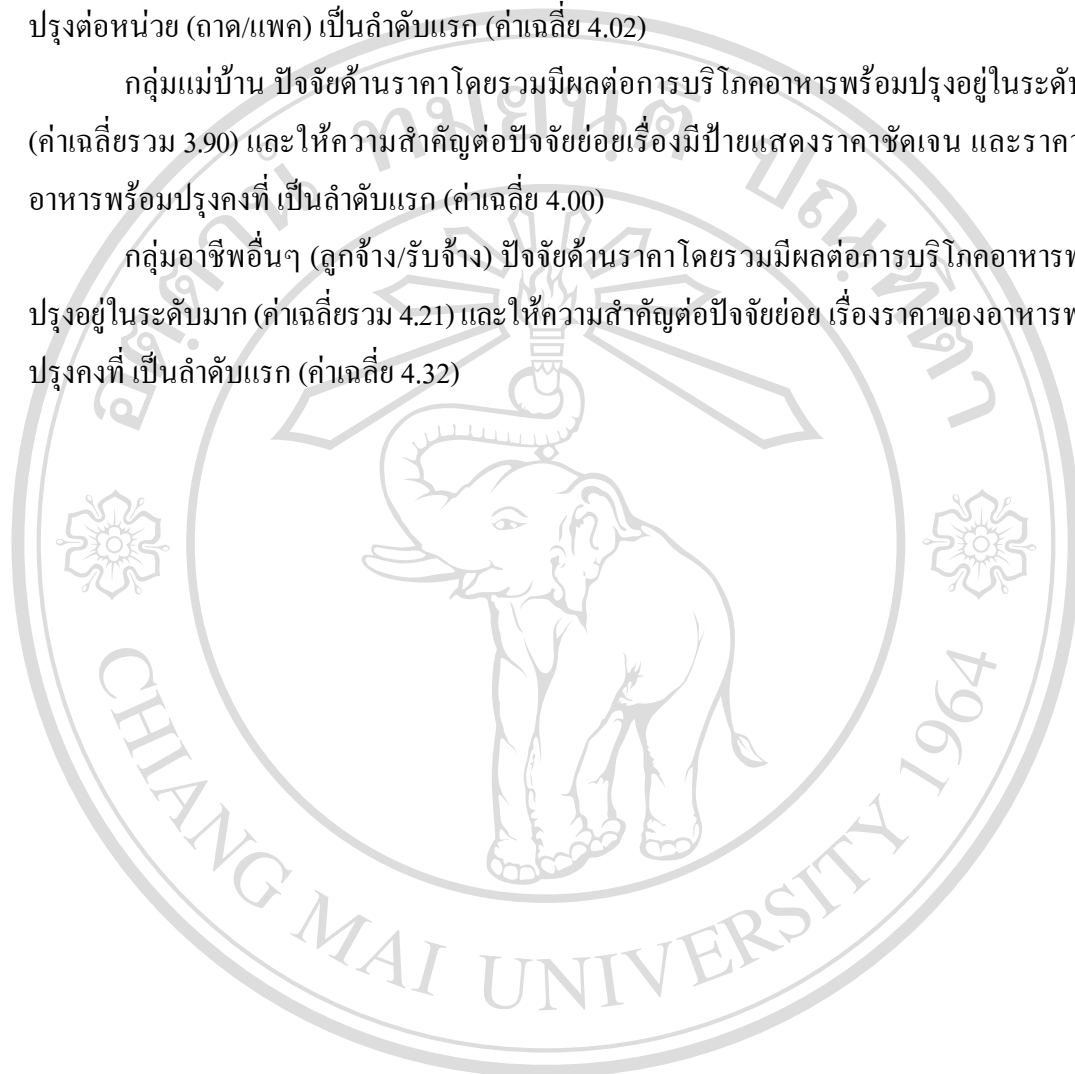 ปรุงต่อหน่วย (ถาด/แพค) เป็นลำดับแรก (ค่าเฉลี่ย 4.02)
กลุ่มแม่บ้าน ปัจจัยด้านราคาโดยรวมมีผลต่อการบริโภคอาหารพร้อมปรุงอยู่ในระดับ
(ค่าเฉลี่ยรวม 3.90) และให้ความสำคัญต่อปัจจัยย่อยเรื่องมีป้ายแสดงราคาชัดเจน และราคา
อาหารพร้อมปรุงคงที่ เป็นลำดับแรก (ค่าเฉลี่ย 4.00)
กลุ่มอาชีพอื่นๆ (ลูกจ้าง/รับจ้าง) ปัจจัยด้านราคาโดยรวมมีผลต่อการบริโภคอาหารพ
ปรุงอยู่ในระดับมาก (ค่าเฉลี่ยรวม 4.21) และให้ความสำคัญต่อปัจจัยย่อย เรื่องราคาของอาหารพ
ปรุงคงที่ เป็นลำดับแรก (ค่าเฉลี่ย 4.32)
อตฺตานํ ทมยนฺติ ปณฺฑิตา
CHIANG MAI UNIVERSITY 1964